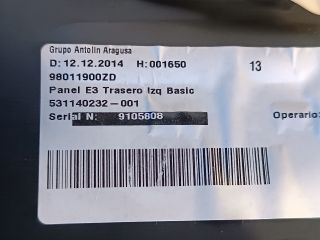 Grupo Antolin Aragusa
D: 12.12.2014 H: 001650 13
98011900ZD
Panel E3 Trasero Izq Basic
531140232-001
Serial N: 9105808 Operario: